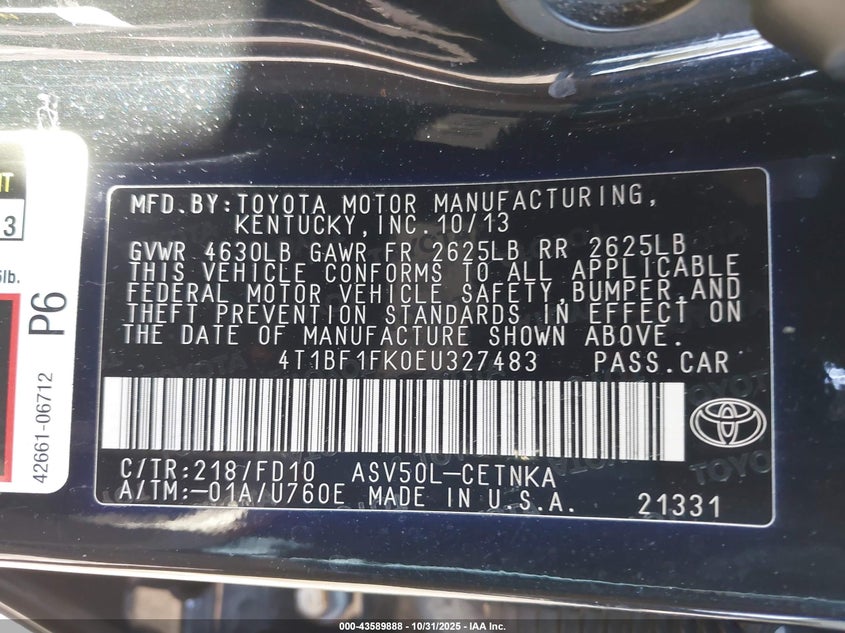 MFD.BY:TOYOTA MOTOR MANUFACTURING,
KENTUCKY,INC.10/13
GVWR 4630LB GAWR FR 2625LB RR 2625LB
THIS VEHICLE CONFORMS TO ALL APPLICABLE
FEDERAL MOTOR VEHICLE SAFETY,BUMPER,AND
THEFT PREVENTION STANDARDS IN EFFECT ON
THE DATE OF MANUFACTURE SHOWN ABOVE.
4T1BF1FK0EU327483 PASS.CAR
C/TR:218/FD10 ASV50L-CETNKA
A/TM:-01A/U760E MADE IN U.S.A. 21331
3
lb.
P6
42661-06712
000-43589888 - 10/31/2025 - IAA Inc.